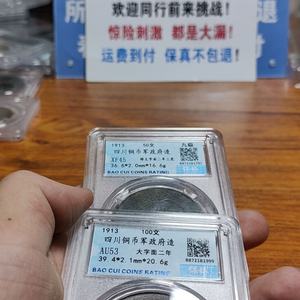 欢迎同行前来挑战！
惊险刺激 都是大漏！
运费到付 保真不包退！
1913 50文
四川铜币军政府造
XF45
36.6*2.0mm*16.6g
BAO CUI COINS RATING
1913 100文
四川铜币军政府造
AU53 大字面二年
39.4*2.1mm*20.6g
8872181999
BAO CUI COINS RATING